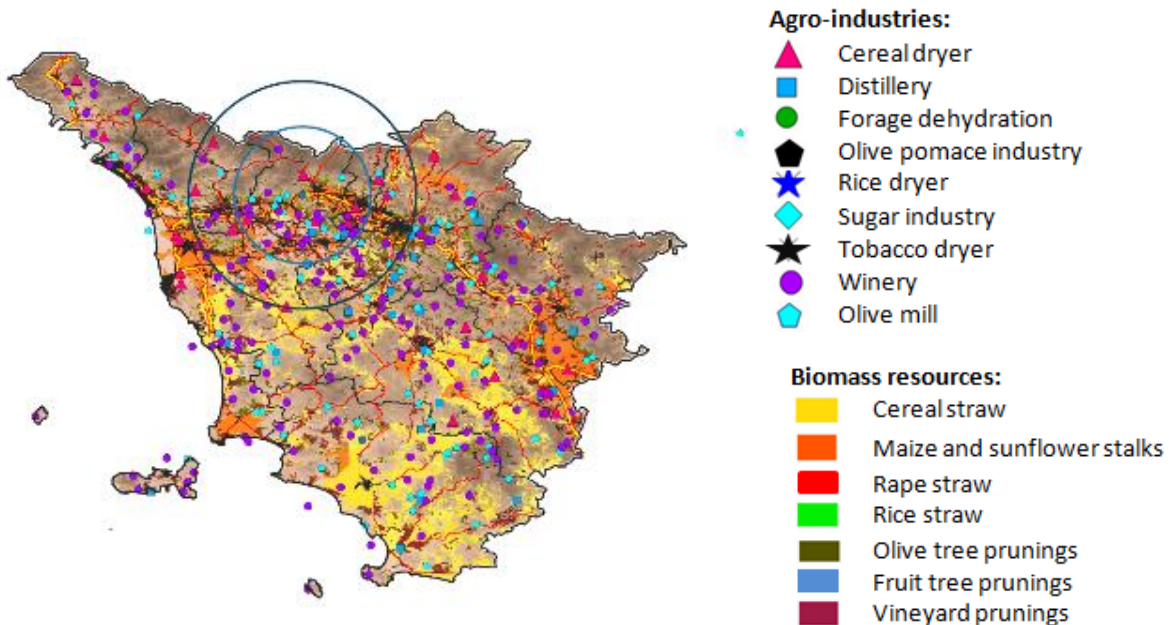 Agro-industries:
Cereal dryer
Distillery
Forage dehydration
Olive pomace industry
Rice dryer
Sugar industry
Tobacco dryer
Winery
Olive mill
Biomass resources:
Cereal straw
Maize and sunflower stalks
Rape straw
Rice straw
Olive tree prunings
Fruit tree prunings
Vineyard prunings